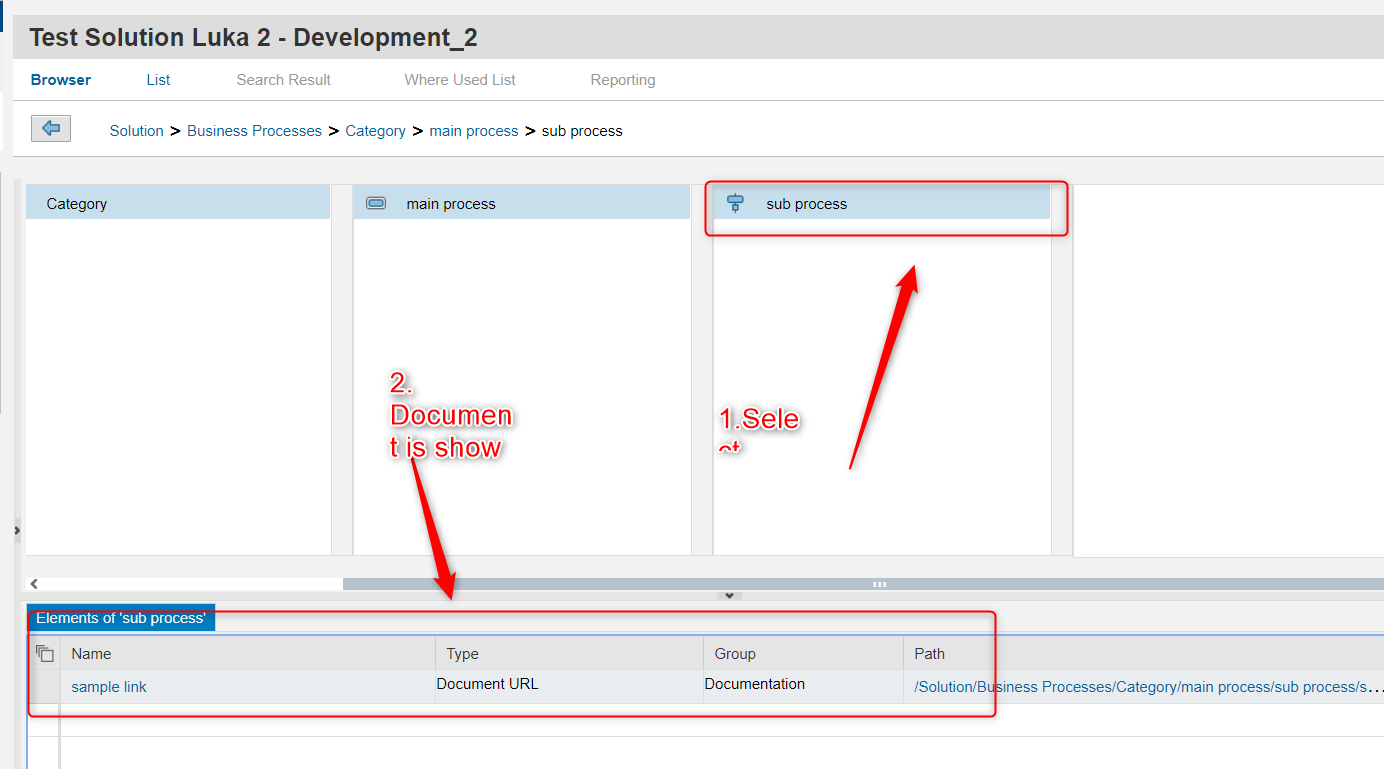 Test Solution Luka 2 - Development_2
Browser List Search Result Where Used List Reporting
Solution > Business Processes > Category > main process > sub process
Category main process sub process
2.
Documen
t is show
1.Sele
ct
Elements of 'sub process'
Name Type Group Path
sample link Document URL Documentation /Solution/Business Processes/Category/main process/sub process/s...